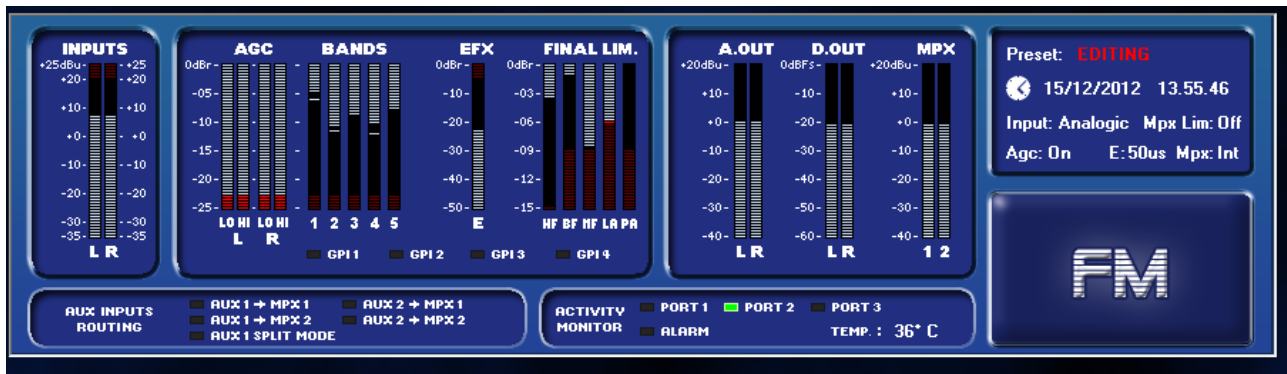 INPUTS
+25dBu- -+25
+20- -+20
+10- -+10
+0- -+0
-10- --10
-20- --20
-30- --30
-35- --35
L R
AGC BANDS EFX FINAL LIM.
0dBr- - 0dBr- 0dBr-
-05- - -10- -03-
-10- - -20- -06-
-15- - -30- -09-
-20- - -40- -12-
-25- - -50- -15-
LO HI LO HI 1 2 3 4 5 E HF BF MF LA PA
L R
GPI 1 GPI 2 GPI 3 GPI 4
A.OUT D.OUT MPX
+20dBu- 0dBFs- +20dBu-
+10- -10- +10-
+0- -20- +0-
-10- -30- -10-
-20- -40- -20-
-30- -50- -30-
-40- -60- -40-
L R L R 1 2
Preset: EDITING
15/12/2012 13.55.46
Input: Analogic Mpx Lim: Off
Agc: On E:50us Mpx: Int
FM
AUX INPUTS
ROUTING
AUX 1 → MPX 1 AUX 2 → MPX 1
AUX 1 → MPX 2 AUX 2 → MPX 2
AUX 1 SPLIT MODE
ACTIVITY
MONITOR
PORT 1 PORT 2 PORT 3
ALARM TEMP. : 36° C